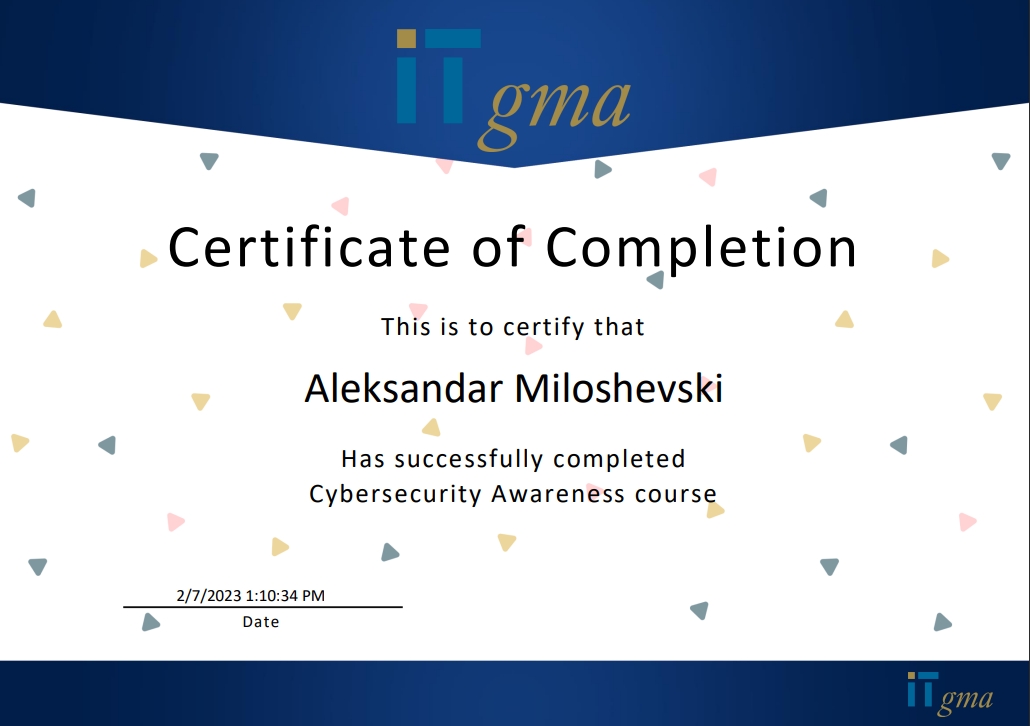 iTgma
Certificate of Completion
This is to certify that
Aleksandar Miloshevski
Has successfully completed
Cybersecurity Awareness course
2/7/2023 1:10:34 PM
Date
iTgma